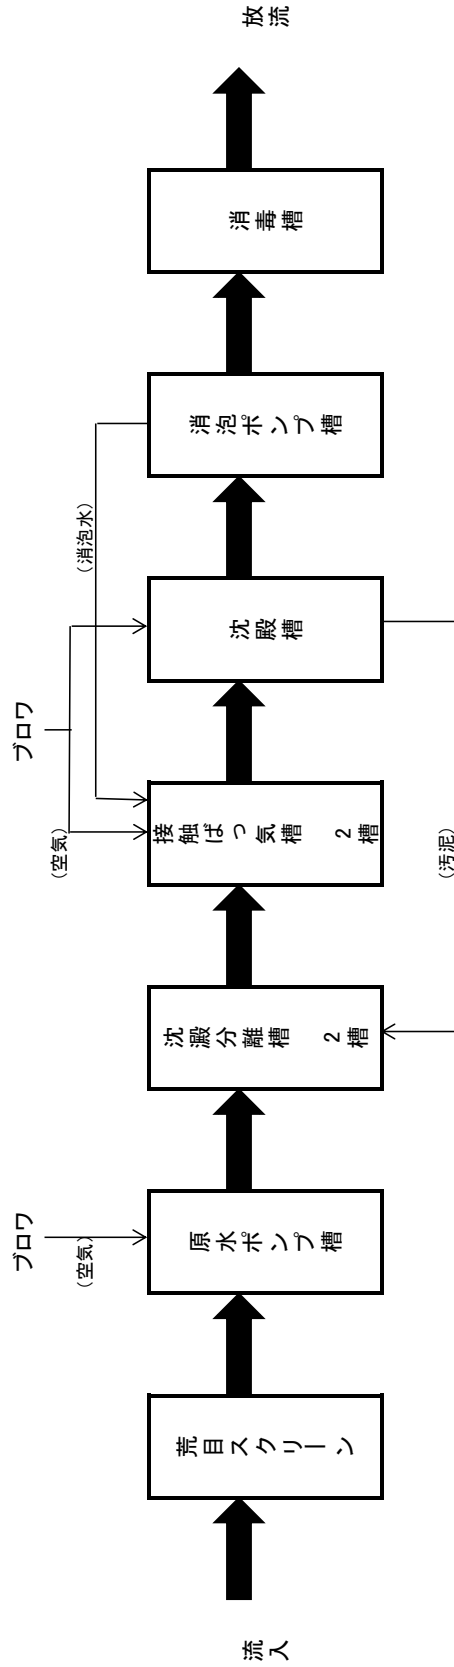 流入
荒目スクリーン
原水ポンプ槽
沈澱分離槽　2槽
接触ばっ気槽　2槽
沈殿槽
消泡ポンプ槽
消毒槽
放流
ブロワ
(空気)
ブロワ
(空気)
(消泡水)
(汚泥)